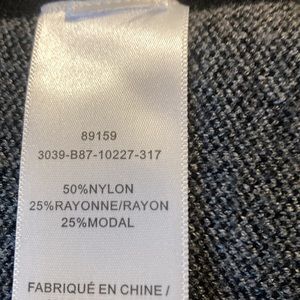 89159
3039-B87-10227-317
50%NYLON
25%RAYONNE/RAYON
25%MODAL
FABRIQUÉ EN CHINE /